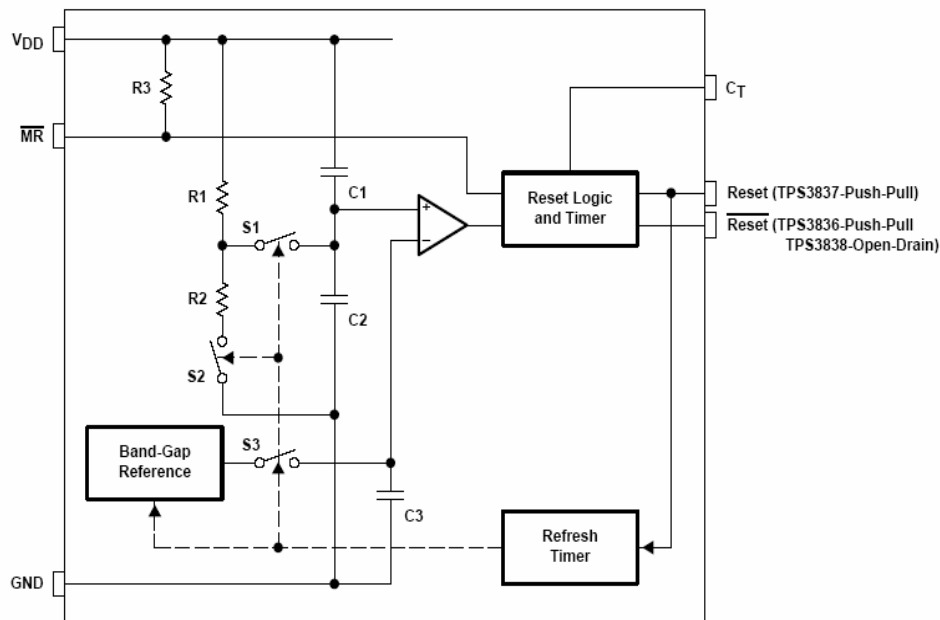 VDD
R3
CT
MR
R1
C1
Reset Logic
and Timer
Reset (TPS3837-Push-Pull)
+
−
S1
Reset (TPS3836-Push-Pull
TPS3838-Open-Drain)
R2
C2
S2
Band-Gap
Reference
S3
C3
Refresh
Timer
GND